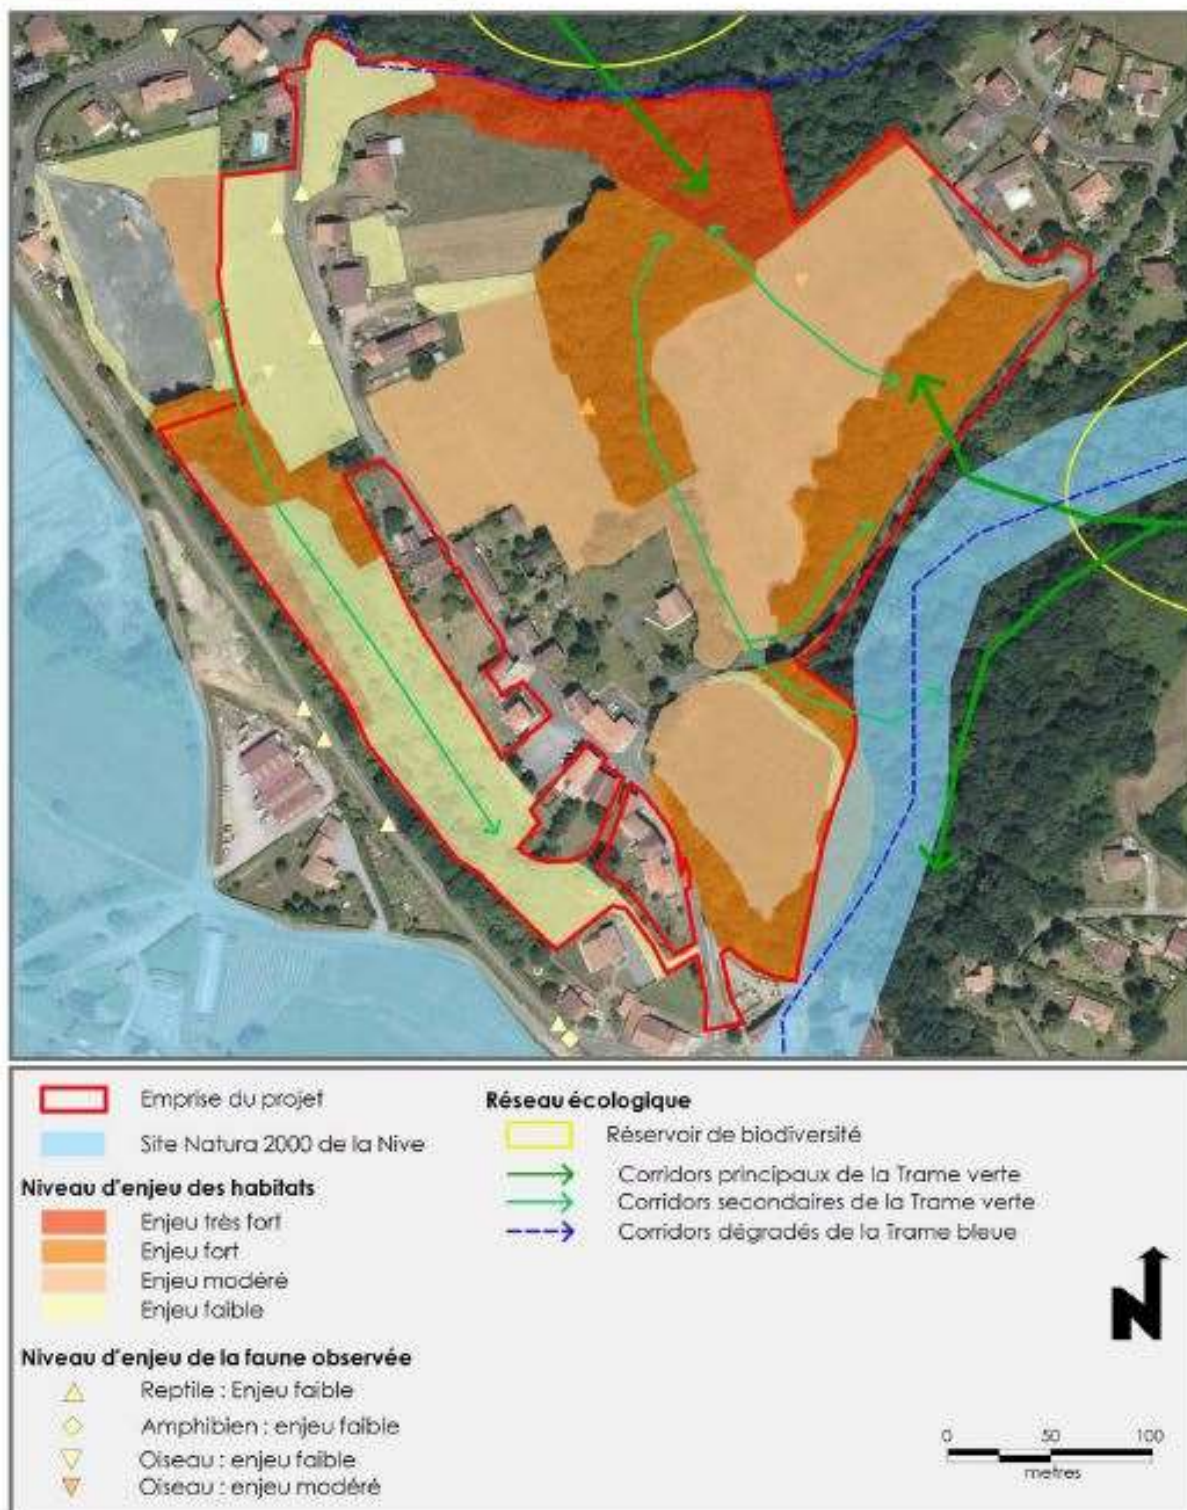 Emprise du projet
Site Natura 2000 de la Nive
Niveau d'enjeu des habitats
Enjeu très fort
Enjeu fort
Enjeu modéré
Enjeu faible
Niveau d'enjeu de la faune observée
Reptile : Enjeu faible
Amphibien : enjeu faible
Oiseau : enjeu faible
Oiseau : enjeu modéré
Réseau écologique
Réservoir de biodiversité
Corridors principaux de la Trame verte
Corridors secondaires de la Trame verte
Corridors dégradés de la Trame bleue
N
0 50 100
metres